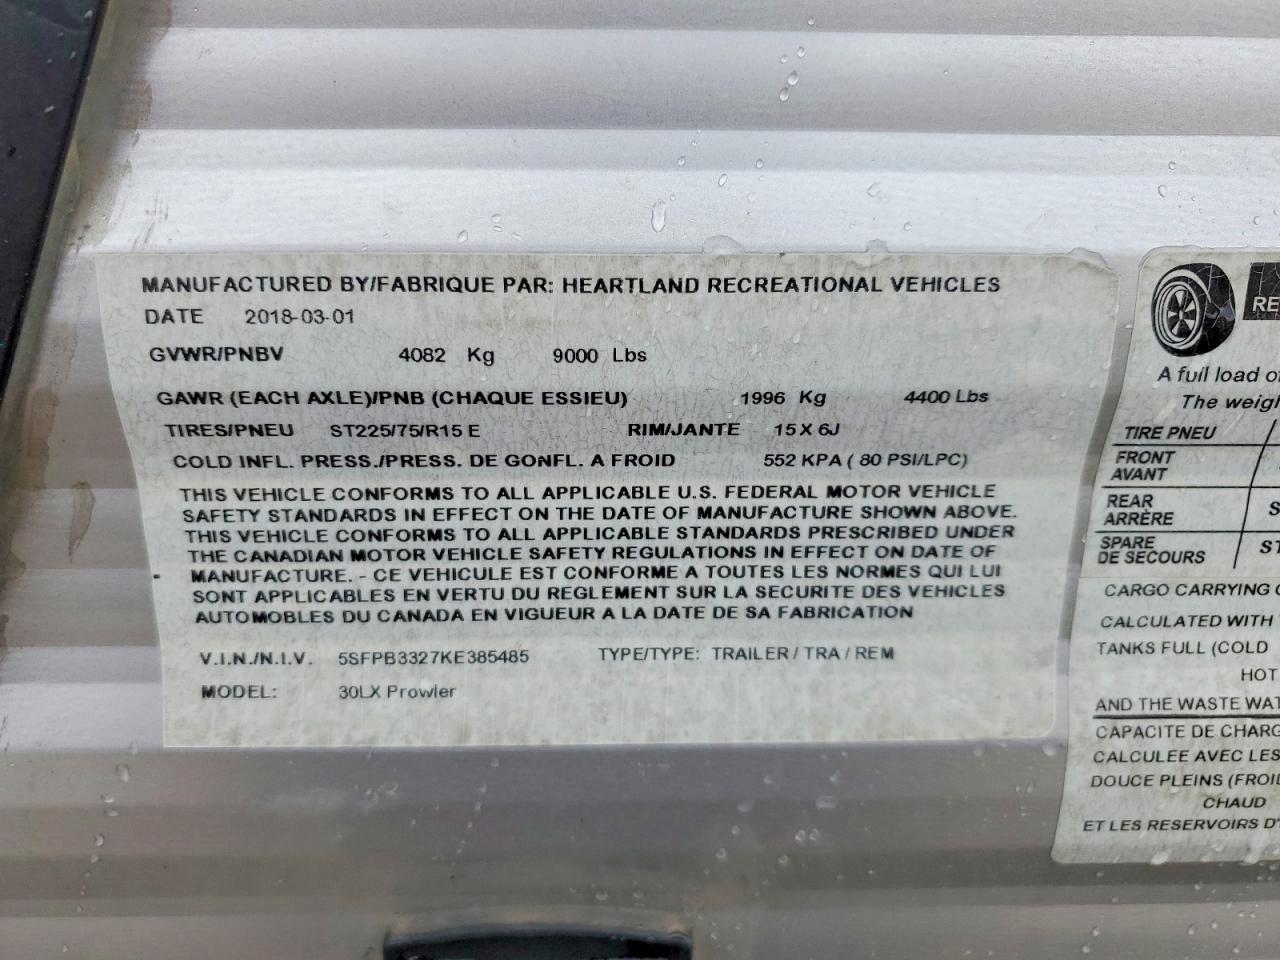 MANUFACTURED BY/FABRIQUE PAR: HEARTLAND RECREATIONAL VEHICLES
DATE 2018-03-01
GVWR/PNBV 4082 Kg 9000 Lbs
GAWR (EACH AXLE)/PNB (CHAQUE ESSIEU) 1996 Kg 4400 Lbs
TIRES/PNEU ST225/75/R15 E RIM/JANTE 15 X 6J
COLD INFL. PRESS./PRESS. DE GONFL. A FROID 552 KPA ( 80 PSI/LPC)
THIS VEHICLE CONFORMS TO ALL APPLICABLE U.S. FEDERAL MOTOR VEHICLE
SAFETY STANDARDS IN EFFECT ON THE DATE OF MANUFACTURE SHOWN ABOVE.
THIS VEHICLE CONFORMS TO ALL APPLICABLE STANDARDS PRESCRIBED UNDER
THE CANADIAN MOTOR VEHICLE SAFETY REGULATIONS IN EFFECT ON DATE OF
MANUFACTURE. - CE VEHICULE EST CONFORME A TOUTES LES NORMES QUI LUI
SONT APPLICABLES EN VERTU DU REGLEMENT SUR LA SECURITE DES VEHICLES
AUTOMOBLES DU CANADA EN VIGUEUR A LA DATE DE SA FABRICATION
V.I.N./N.I.V. 5SFPB3327KE385485 TYPE/TYPE: TRAILER / TRA / REM
MODEL: 30LX Prowler
RE
A full load of
The weigh
TIRE PNEU
FRONT
AVANT
REAR
ARRÈRE S
SPARE
DE SECOURS ST
CARGO CARRYING
CALCULATED WITH
TANKS FULL (COLD
HOT
AND THE WASTE WAT
CAPACITE DE CHARG
CALCULEE AVEC LES
DOUCE PLEINS (FROID
CHAUD
ET LES RESERVOIRS D'